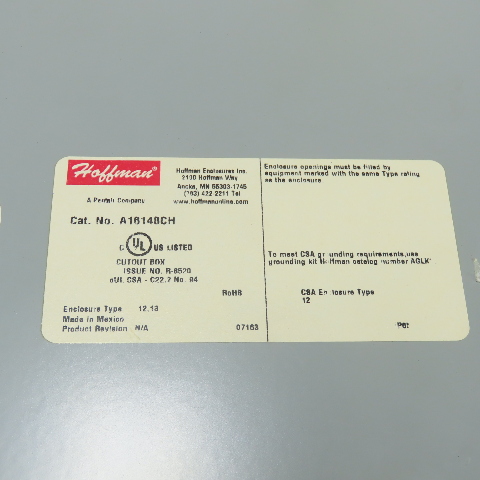 Hoffman
A Pentair Company
Hoffman Enclosures Inc.
2100 Hoffman Way
Anoka, MN 55303-1745
(763) 422-2211 Tel
www.hoffmanonline.com
Cat. No. A16148CH
C UL US LISTED
CUTOUT BOX
ISSUE NO. R-8520
cUL CSA - C22.2 No. 94
RoHS
Enclosure Type 12,13
Made in Mexico
Product Revision N/A
07163
Enclosure openings must be filled by
equipment marked with the same Type rating
as the enclosure
To meet CSA grounding requirements,use
grounding kit Hoffman catalog number AGLK
CSA Enclosure Type
12